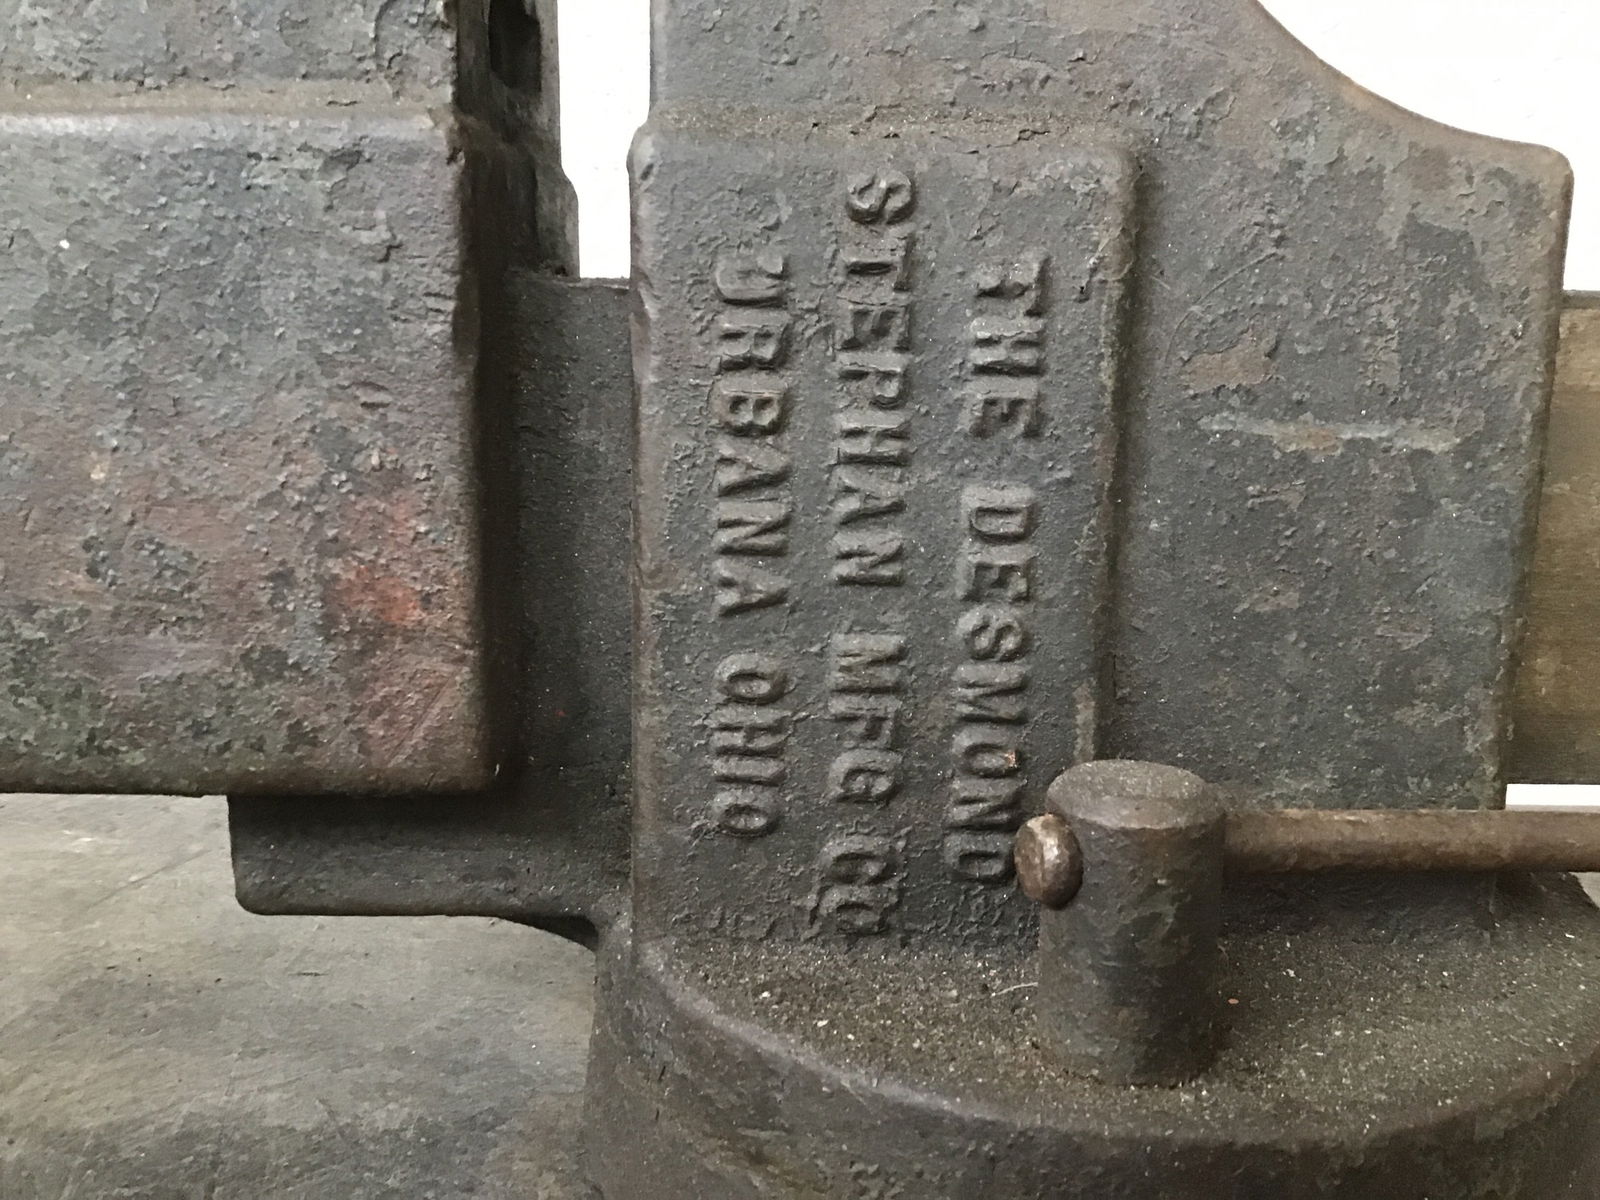 THE DESMOND
STEPHAN MFG CO
URBANA OHIO